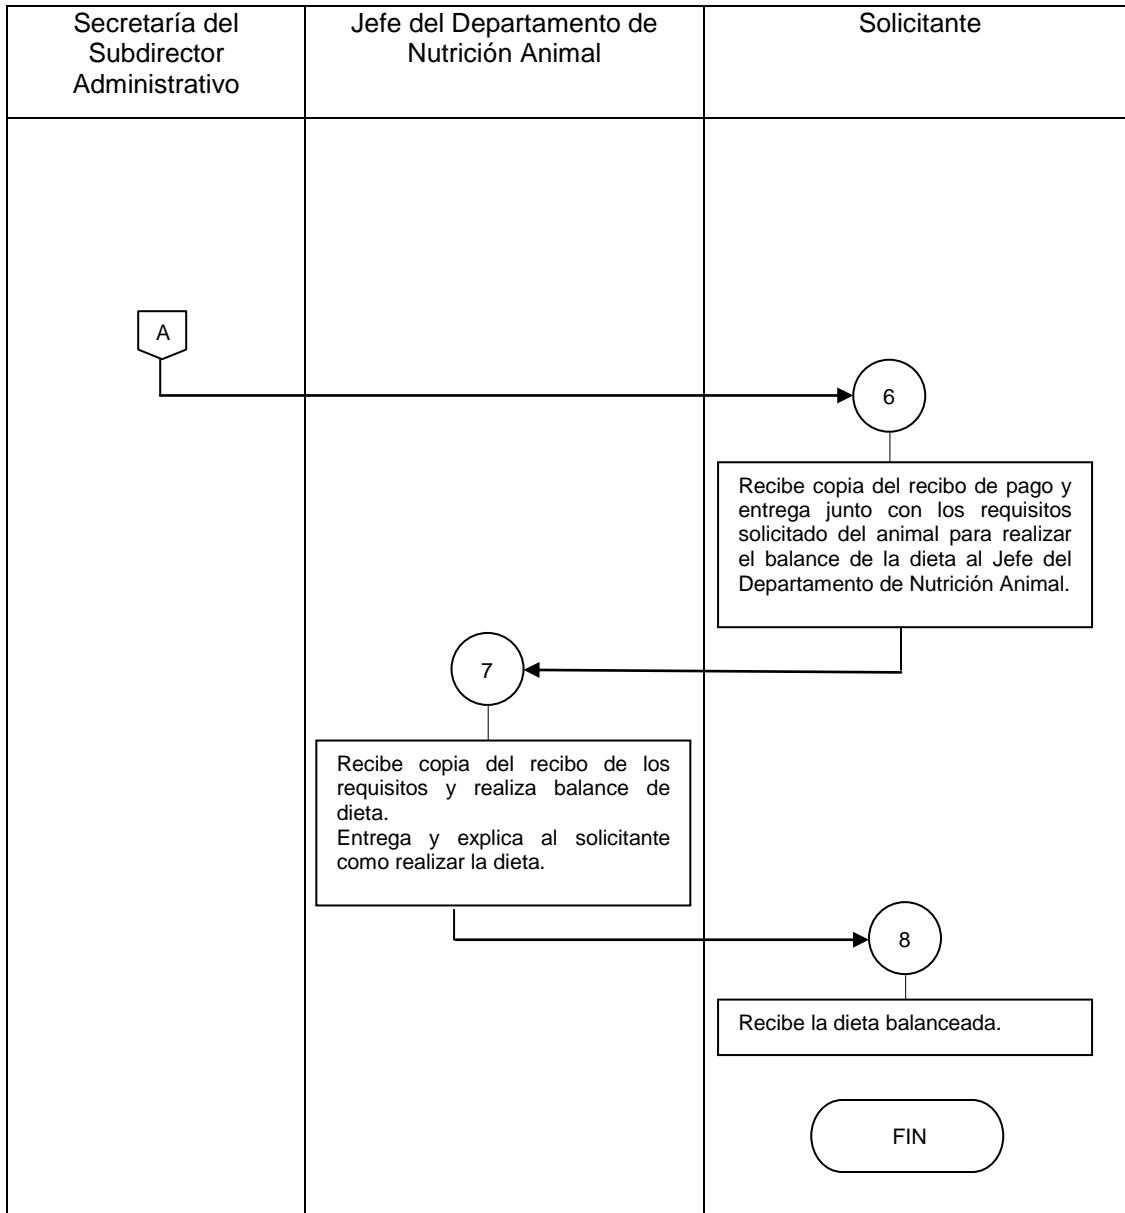 Secretaría del
Subdirector
Administrativo
Jefe del Departamento de
Nutrición Animal
Solicitante
A
6
Recibe copia del recibo de pago y
entrega junto con los requisitos
solicitado del animal para realizar
el balance de la dieta al Jefe del
Departamento de Nutrición Animal.
7
Recibe copia del recibo de los
requisitos y realiza balance de
dieta.
Entrega y explica al solicitante
como realizar la dieta.
8
Recibe la dieta balanceada.
FIN